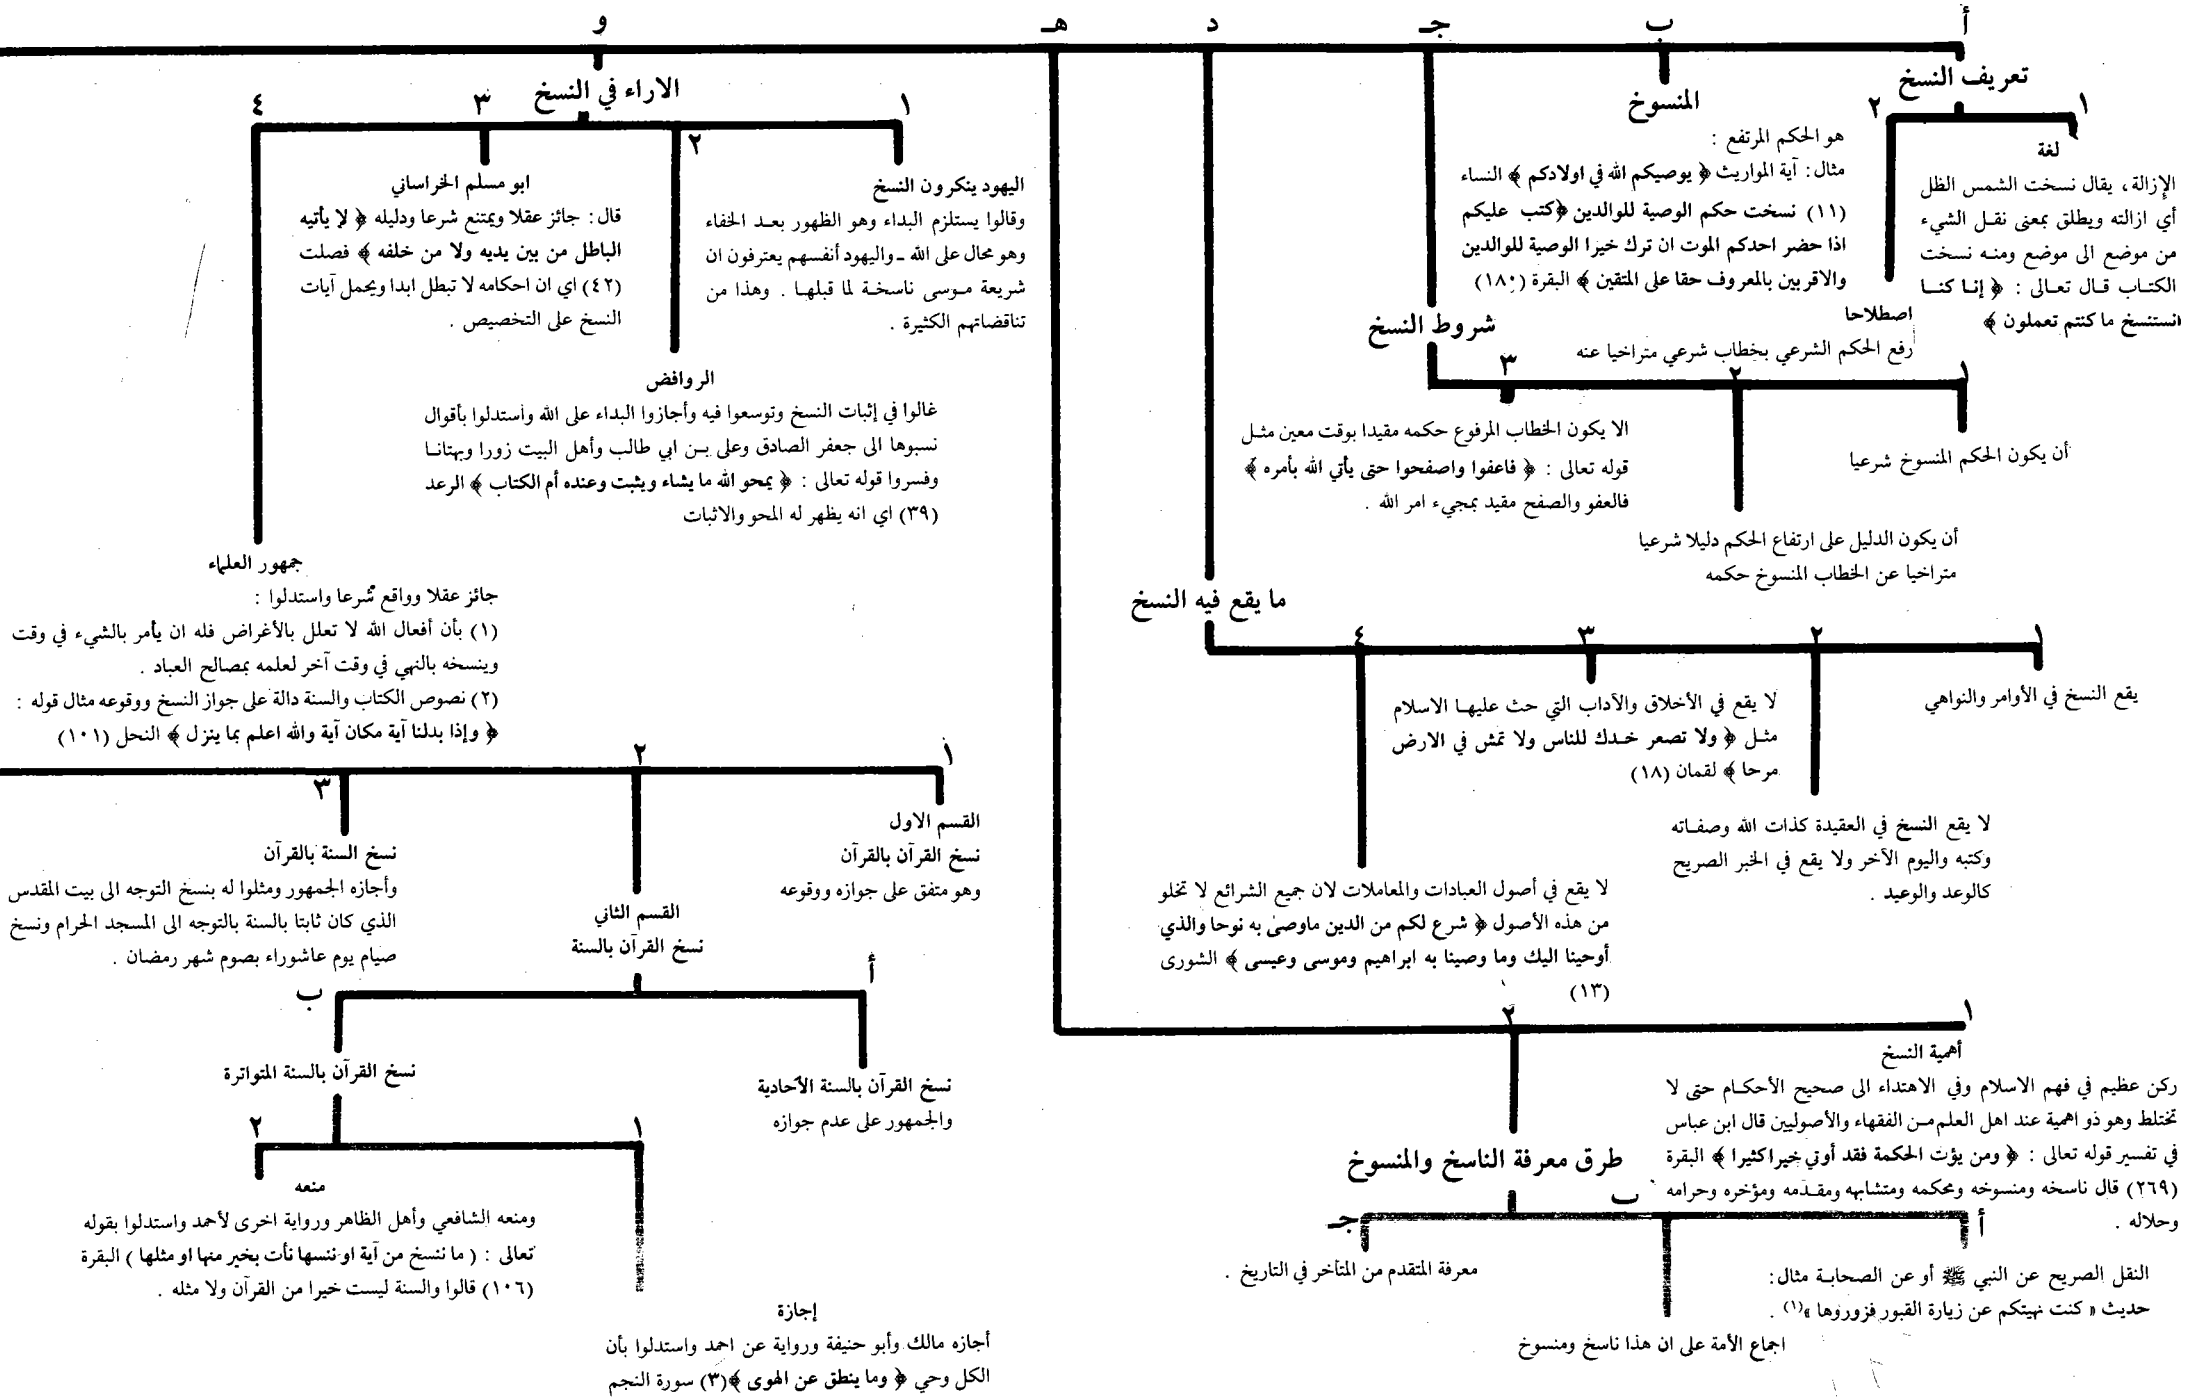 أ
ب
جـ
د
هـ
و
تعريف النسخ
١
٢
لغة
الإزالة، يقال نسخت الشمس الظل
أي ازالته ويطلق بمعنى نقل الشيء
من موضع الى موضع ومنه نسخت
الكتاب قال تعالى : ﴿ إنا كنا
نستنسخ ما كنتم تعملون ﴾
اصطلاحا
رفع الحكم الشرعي بخطاب شرعي متراخيا عنه
المنسوخ
هو الحكم المرتفع :
مثال : آية المواريث ﴿ يوصيكم الله في اولادكم ﴾ النساء
(١١) نسخت حكم الوصية للوالدين ﴿كتب عليكم
اذا حضر احدكم الموت ان ترك خيرا الوصية للوالدين
والاقربين بالمعروف حقا على المتقين ﴾ البقرة (١٨٠)
شروط النسخ
١
٢
٣
أن يكون الحكم المنسوخ شرعيا
أن يكون الدليل على ارتفاع الحكم دليلا شرعيا
متراخيا عن الخطاب المنسوخ حكمه
الا يكون الخطاب المرفوع حكمه مقيدا بوقت معين مثل
قوله تعالى : ﴿ فاعفوا واصفحوا حتى يأتي الله بأمره ﴾
فالعفو والصفح مقيد بمجيء امر الله .
ما يقع فيه النسخ
١
٢
٣
٤
يقع النسخ في الأوامر والنواهي
لا يقع النسخ في العقيدة كذات الله وصفاته
وكتبه واليوم الآخر ولا يقع في الخبر الصريح
كالوعد والوعيد .
لا يقع في الأخلاق والآداب التي حث عليها الاسلام
مثل ﴿ ولا تصعر خدك للناس ولا تمش في الارض
مرحا ﴾ لقمان (١٨)
لا يقع في أصول العبادات والمعاملات لان جميع الشرائع لا تخلو
من هذه الأصول ﴿ شرع لكم من الدين ماوصى به نوحا والذي
أوحينا اليك وما وصينا به ابراهيم وموسى وعيسى ﴾ الشورى
(١٣)
١
٢
أهمية النسخ
ركن عظيم في فهم الاسلام وفي الاهتداء الى صحيح الأحكام حتى لا
تختلط وهو ذو اهمية عند اهل العلم من الفقهاء والأصوليين قال ابن عباس
في تفسير قوله تعالى : ﴿ ومن يؤت الحكمة فقد أوتي خيرا كثيرا ﴾ البقرة
(٢٦٩) قال ناسخه ومنسوخه ومحكمه ومتشابهه ومقدمه ومؤخره وحرامه
وحلاله .
طرق معرفة الناسخ والمنسوخ
أ
ب
جـ
النقل الصريح عن النبي ﷺ أو عن الصحابة مثال :
حديث « كنت نهيتكم عن زيارة القبور فزوروها »(١) .
اجماع الأمة على ان هذا ناسخ ومنسوخ
معرفة المتقدم من المتأخر في التاريخ .
الاراء في النسخ
١
٢
٣
٤
اليهود ينكرون النسخ
وقالوا يستلزم البداء وهو الظهور بعد الخفاء
وهو محال على الله ـ واليهود أنفسهم يعترفون ان
شريعة موسى ناسخة لما قبلها . وهذا من
تناقضاتهم الكثيرة .
الروافض
غالوا في إثبات النسخ وتوسعوا فيه وأجازوا البداء على الله واستدلوا بأقوال
نسبوها الى جعفر الصادق وعلى بن ابي طالب وأهل البيت زورا وبهتانا
وفسروا قوله تعالى : ﴿ يمحو الله ما يشاء ويثبت وعنده أم الكتاب ﴾ الرعد
(٣٩) اي انه يظهر له المحو والاثبات
ابو مسلم الخراساني
قال : جائز عقلا ويمتنع شرعا ودليله ﴿ لا يأتيه
الباطل من بين يديه ولا من خلفه ﴾ فصلت
(٤٢) اي ان احكامه لا تبطل ابدا ويحمل آيات
النسخ على التخصيص .
جمهور العلماء
جائز عقلا وواقع شرعا واستدلوا :
(١) بأن أفعال الله لا تعلل بالأغراض فله ان يأمر بالشيء في وقت
وينسخه بالنهي في وقت آخر لعلمه بمصالح العباد .
(٢) نصوص الكتاب والسنة دالة على جواز النسخ ووقوعه مثال قوله :
﴿ وإذا بدلنا آية مكان آية والله اعلم بما ينزل ﴾ النحل (١٠١)
١
٢
٣
القسم الاول
نسخ القرآن بالقرآن
وهو متفق على جوازه ووقوعه
القسم الثاني
نسخ القرآن بالسنة
نسخ السنة بالقرآن
وأجازه الجمهور ومثلوا له بنسخ التوجه الى بيت المقدس
الذي كان ثابتا بالسنة بالتوجه الى المسجد الحرام ونسخ
صيام يوم عاشوراء بصوم شهر رمضان .
أ
ب
نسخ القرآن بالسنة الأحادية
والجمهور على عدم جوازه
نسخ القرآن بالسنة المتواترة
١
٢
إجازة
أجازه مالك وأبو حنيفة ورواية عن احمد واستدلوا بأن
الكل وحي ﴿ وما ينطق عن الهوى ﴾(٣) سورة النجم
منعه
ومنعه الشافعي وأهل الظاهر ورواية اخرى لأحمد واستدلوا بقوله
تعالى : ( ما ننسخ من آية او ننسها نأت بخير منها او مثلها ) البقرة
(١٠٦) قالوا والسنة ليست خيرا من القرآن ولا مثله .